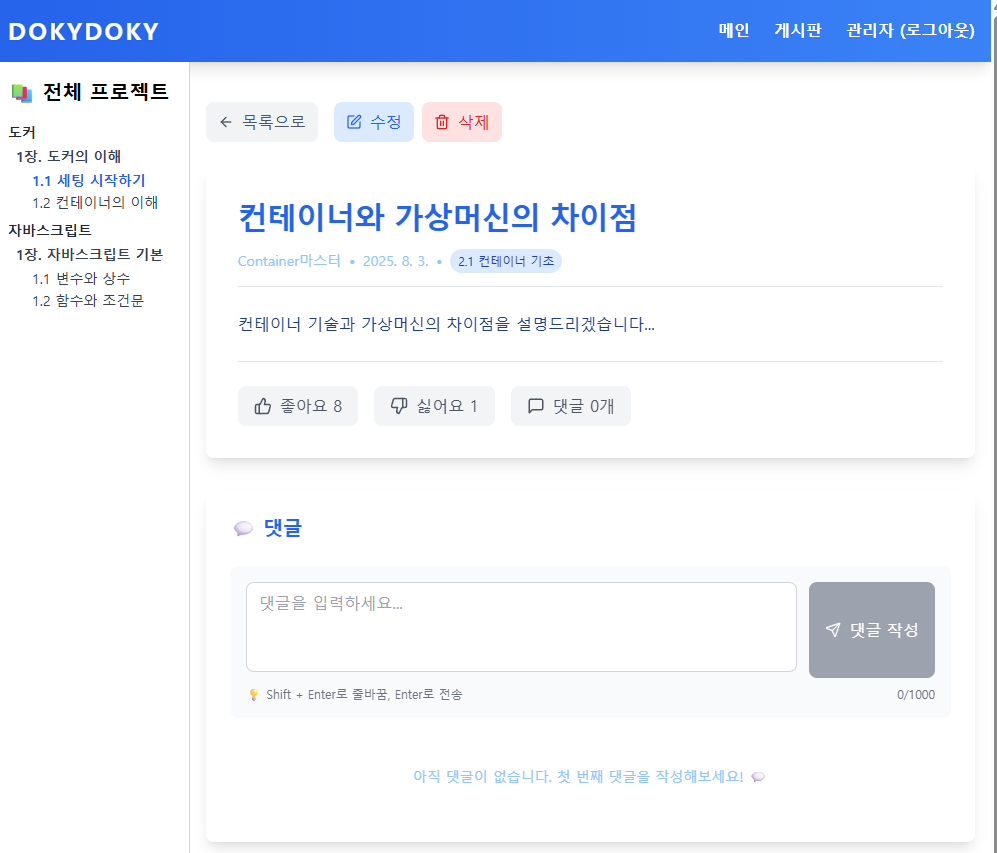 DOKYDOKY
메인 게시판 관리자 (로그아웃)
전체 프로젝트
도커
1장. 도커의 이해
1.1 세팅 시작하기
1.2 컨테이너의 이해
자바스크립트
1장. 자바스크립트 기본
1.1 변수와 상수
1.2 함수와 조건문
목록으로 수정 삭제
컨테이너와 가상머신의 차이점
Container마스터 • 2025. 8. 3. • 2.1 컨테이너 기초
컨테이너 기술과 가상머신의 차이점을 설명드리겠습니다...
좋아요 8 싫어요 1 댓글 0개
댓글
댓글을 입력하세요...
댓글 작성
Shift + Enter로 줄바꿈, Enter로 전송 0/1000
아직 댓글이 없습니다. 첫 번째 댓글을 작성해보세요!